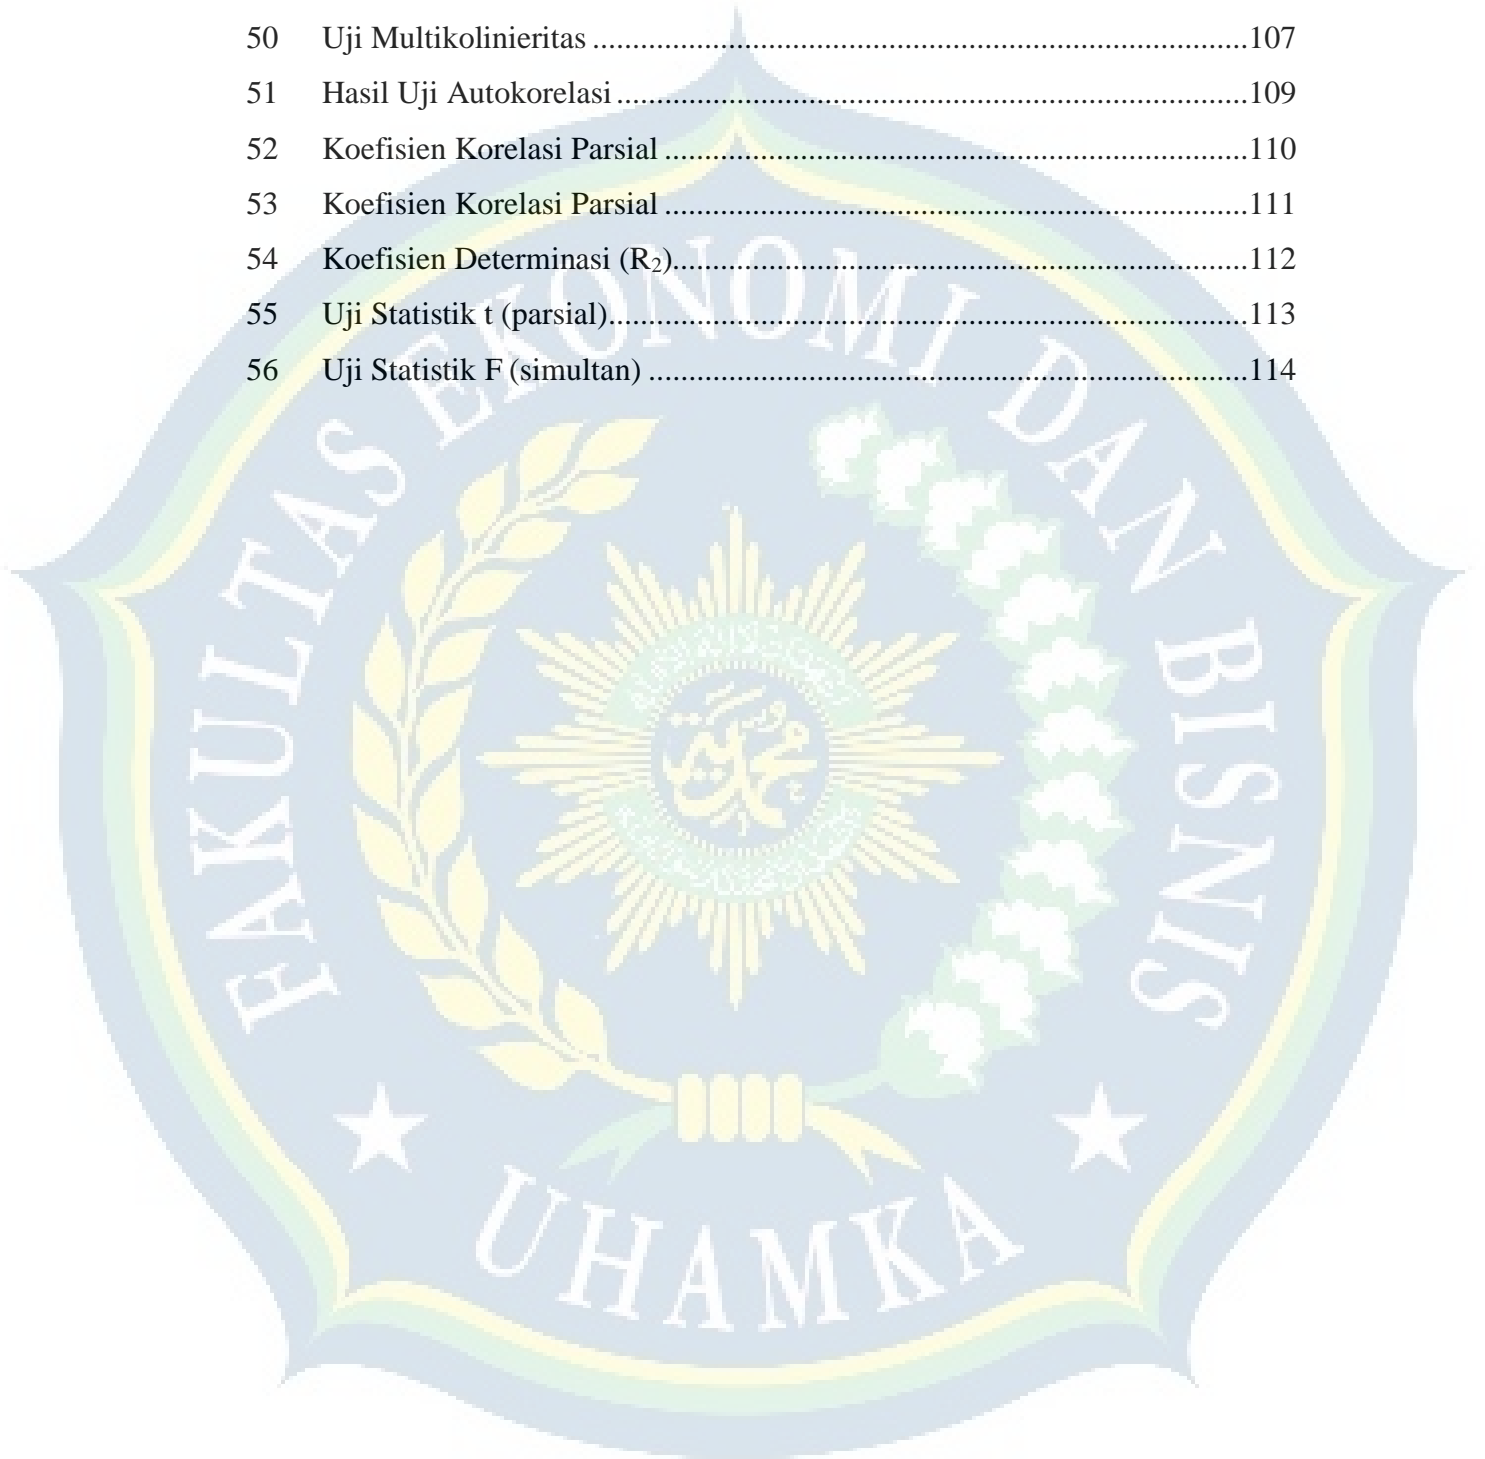 50 Uji Multikolinieritas ..................................................................................107
51 Hasil Uji Autokorelasi ...............................................................................109
52 Koefisien Korelasi Parsial .........................................................................110
53 Koefisien Korelasi Parsial .........................................................................111
54 Koefisien Determinasi (R₂)........................................................................112
55 Uji Statistik t (parsial)................................................................................113
56 Uji Statistik F (simultan) ...........................................................................114
FAKULTAS EKONOMI DAN BISNIS
محمدية
UHAMKA